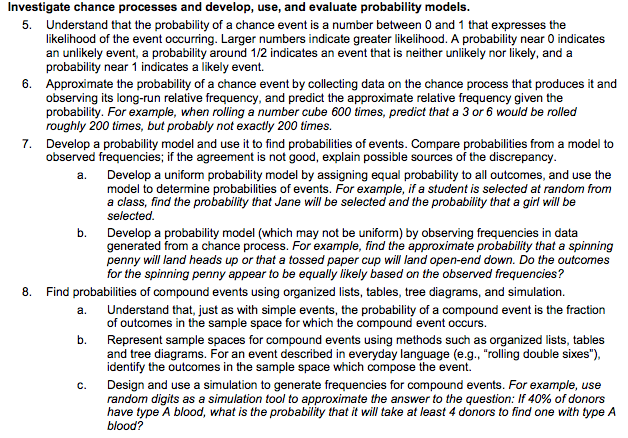 Investigate chance processes and develop, use, and evaluate probability models.
5. Understand that the probability of a chance event is a number between 0 and 1 that expresses the
likelihood of the event occurring. Larger numbers indicate greater likelihood. A probability near 0 indicates
an unlikely event, a probability around 1/2 indicates an event that is neither unlikely nor likely, and a
probability near 1 indicates a likely event.
6. Approximate the probability of a chance event by collecting data on the chance process that produces it and
observing its long-run relative frequency, and predict the approximate relative frequency given the
probability. For example, when rolling a number cube 600 times, predict that a 3 or 6 would be rolled
roughly 200 times, but probably not exactly 200 times.
7. Develop a probability model and use it to find probabilities of events. Compare probabilities from a model to
observed frequencies; if the agreement is not good, explain possible sources of the discrepancy.
a. Develop a uniform probability model by assigning equal probability to all outcomes, and use the
model to determine probabilities of events. For example, if a student is selected at random from
a class, find the probability that Jane will be selected and the probability that a girl will be
selected.
b. Develop a probability model (which may not be uniform) by observing frequencies in data
generated from a chance process. For example, find the approximate probability that a spinning
penny will land heads up or that a tossed paper cup will land open-end down. Do the outcomes
for the spinning penny appear to be equally likely based on the observed frequencies?
8. Find probabilities of compound events using organized lists, tables, tree diagrams, and simulation.
a. Understand that, just as with simple events, the probability of a compound event is the fraction
of outcomes in the sample space for which the compound event occurs.
b. Represent sample spaces for compound events using methods such as organized lists, tables
and tree diagrams. For an event described in everyday language (e.g., "rolling double sixes"),
identify the outcomes in the sample space which compose the event.
c. Design and use a simulation to generate frequencies for compound events. For example, use
random digits as a simulation tool to approximate the answer to the question: If 40% of donors
have type A blood, what is the probability that it will take at least 4 donors to find one with type A
blood?